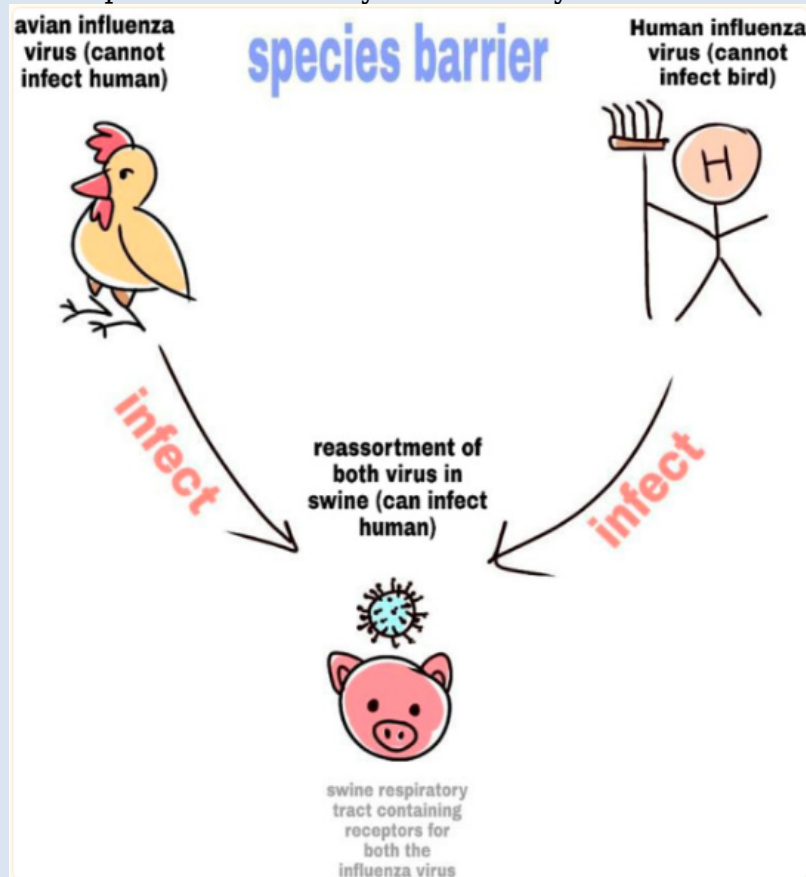 avian influenza
virus (cannot
infect human)
species barrier
Human influenza
virus (cannot
infect bird)
H
infect
infect
reassortment of
both virus in
swine (can infect
human)
swine respiratory
tract containing
receptors for
both the
influenza virus